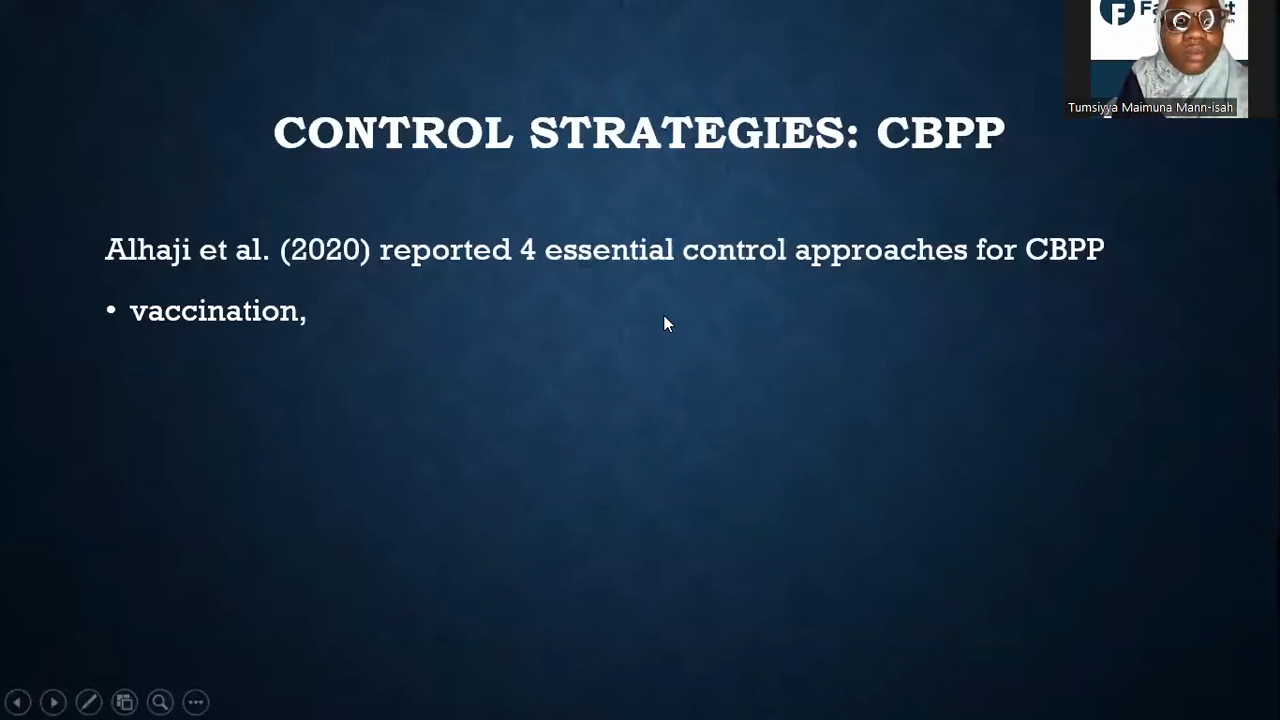 CONTROL STRATEGIES: CBPP
Alhaji et al. (2020) reported 4 essential control approaches for CBPP
• vaccination,
Tumsiyya Maimuna Mann-isah